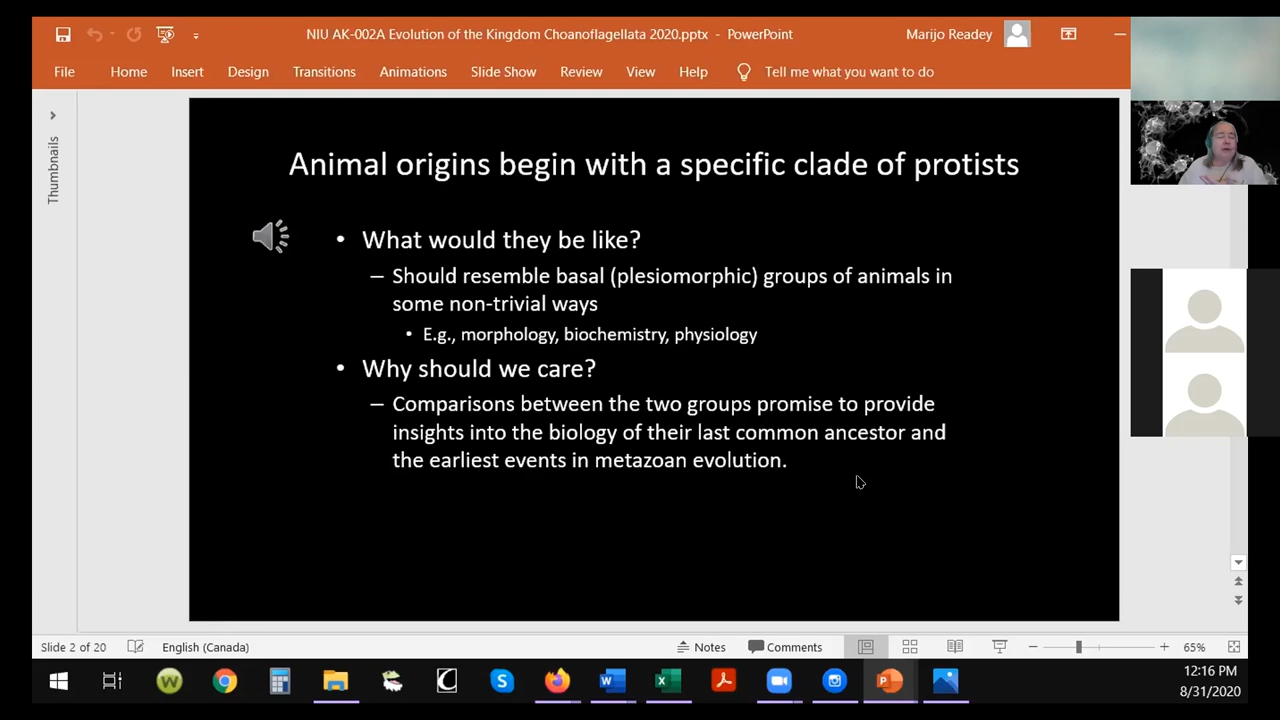 NIU AK-002A Evolution of the Kingdom Choanoflagellata 2020.pptx - PowerPoint
Marijo Readey
File Home Insert Design Transitions Animations Slide Show Review View Help Tell me what you want to do
Thumbnails
Animal origins begin with a specific clade of protists
• What would they be like?
– Should resemble basal (plesiomorphic) groups of animals in
some non-trivial ways
• E.g., morphology, biochemistry, physiology
• Why should we care?
– Comparisons between the two groups promise to provide
insights into the biology of their last common ancestor and
the earliest events in metazoan evolution.
Slide 2 of 20 English (Canada) Notes Comments 65%
12:16 PM
8/31/2020